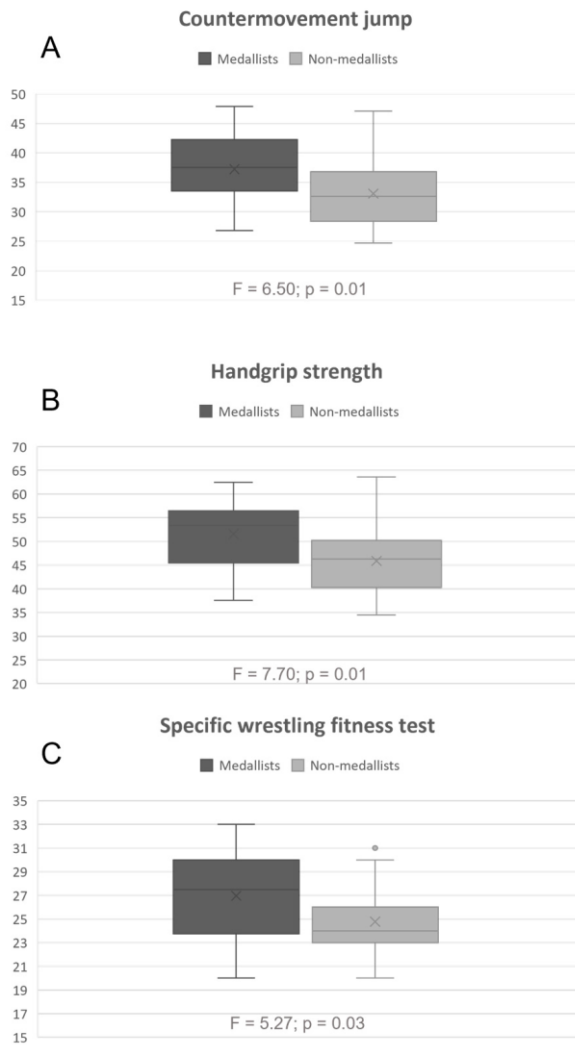 Countermovement jump
A
Medallists Non-medallists
50
45
40
35
30
25
20
15
F = 6.50; p = 0.01
Handgrip strength
B
Medallists Non-medallists
70
65
60
55
50
45
40
35
30
25
20
F = 7.70; p = 0.01
Specific wrestling fitness test
C
Medallists Non-medallists
35
33
31
29
27
25
23
21
19
17
15
F = 5.27; p = 0.03